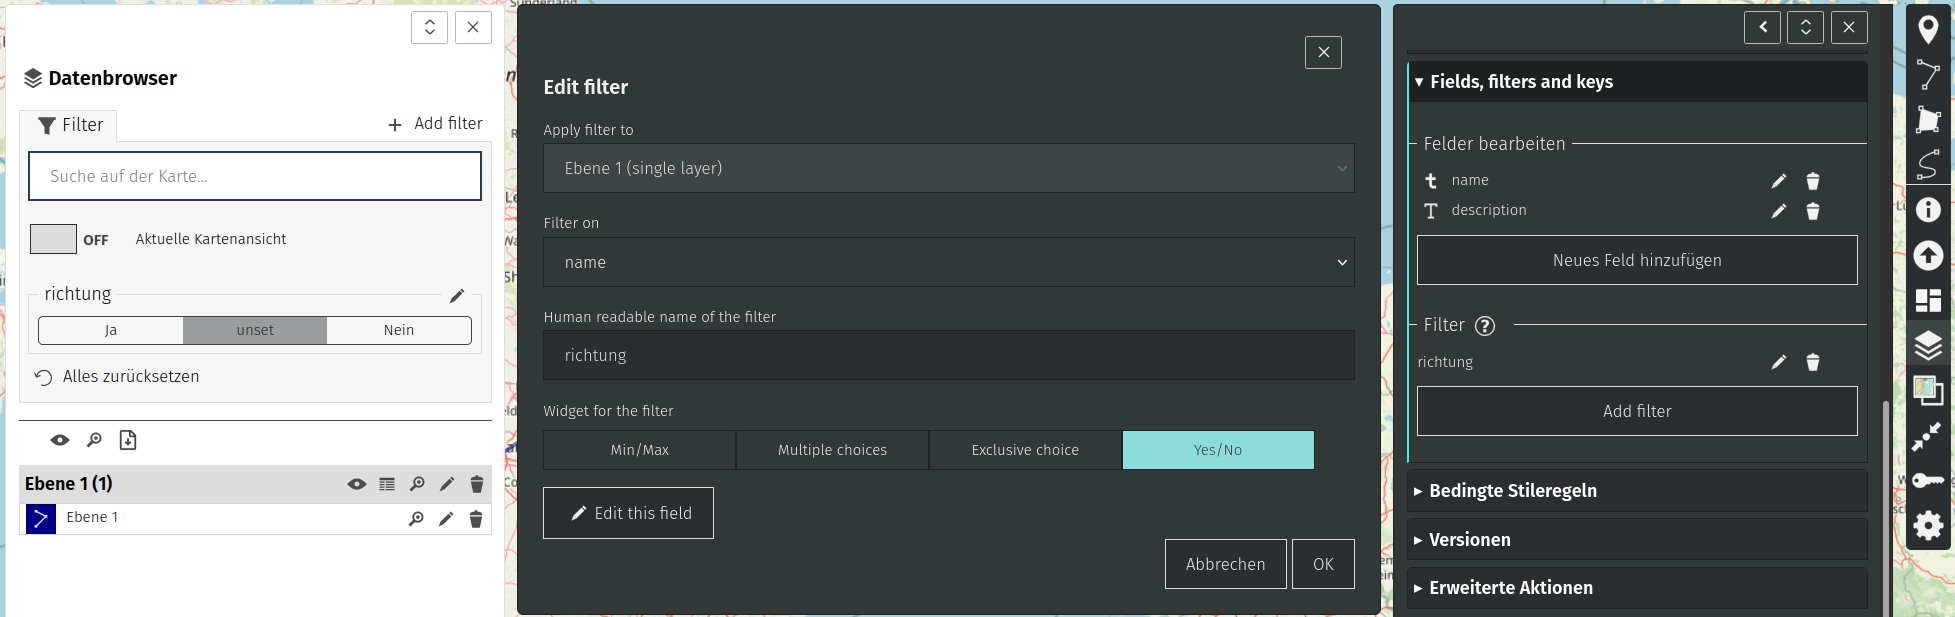 Datenbrowser
Filter
Add filter
Suche auf der Karte...
OFF
Aktuelle Kartenansicht
richtung
Ja
unset
Nein
Alles zurücksetzen
Ebene 1 (1)
Ebene 1
Edit filter
Apply filter to
Ebene 1 (single layer)
Filter on
name
Human readable name of the filter
richtung
Widget for the filter
Min/Max
Multiple choices
Exclusive choice
Yes/No
Edit this field
Abbrechen
OK
Fields, filters and keys
Felder bearbeiten
name
description
Neues Feld hinzufügen
Filter
richtung
Add filter
Bedingte Stileregeln
Versionen
Erweiterte Aktionen